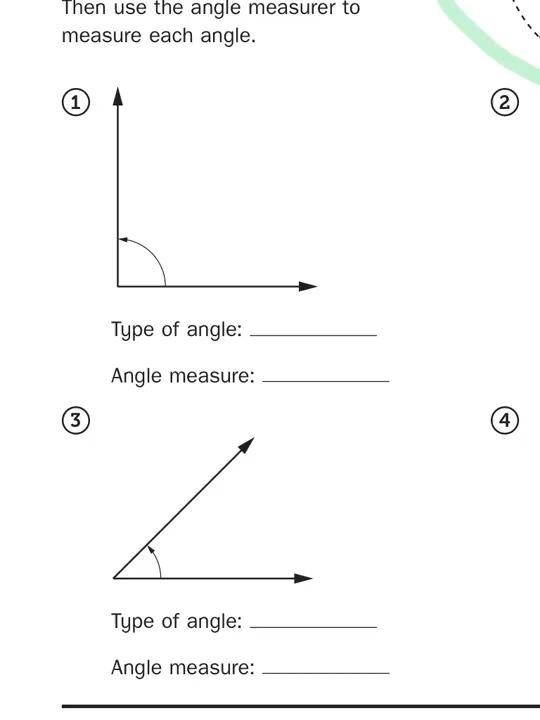 Then use the angle measurer to
measure each angle.
1
2
Type of angle:
Angle measure:
3
4
Type of angle:
Angle measure: